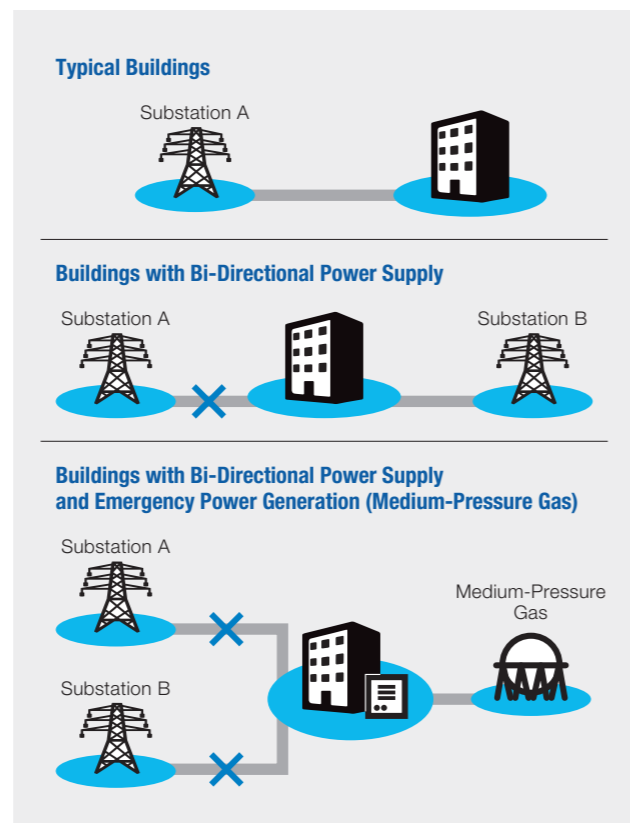 Typical Buildings
Substation A
Buildings with Bi-Directional Power Supply
Substation A
Substation B
Buildings with Bi-Directional Power Supply
and Emergency Power Generation (Medium-Pressure Gas)
Substation A
Medium-Pressure
Gas
Substation B